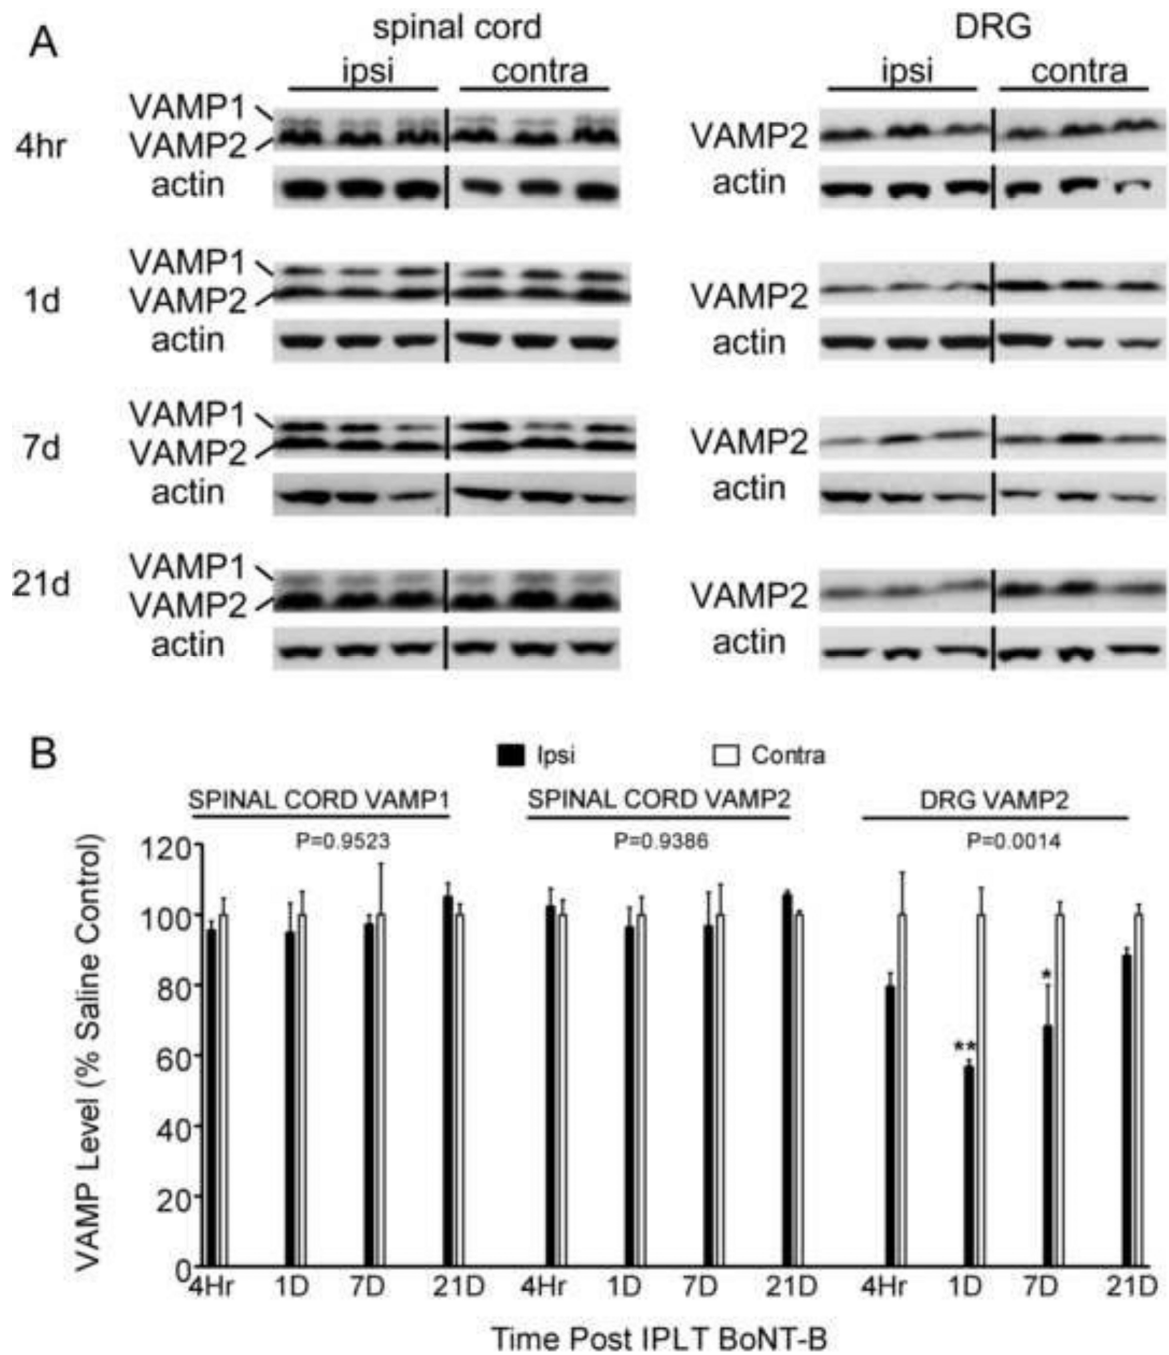 A
spinal cord
DRG
ipsi contra
ipsi contra
4hr
VAMP1
VAMP2
actin
VAMP2
actin
1d
VAMP1
VAMP2
actin
VAMP2
actin
7d
VAMP1
VAMP2
actin
VAMP2
actin
21d
VAMP1
VAMP2
actin
VAMP2
actin
B
Ipsi Contra
SPINAL CORD VAMP1 SPINAL CORD VAMP2 DRG VAMP2
P=0.9523 P=0.9386 P=0.0014
VAMP Level (% Saline Control)
120
100
80
60
40
20
0
** *
4Hr 1D 7D 21D 4Hr 1D 7D 21D 4Hr 1D 7D 21D
Time Post IPLT BoNT-B